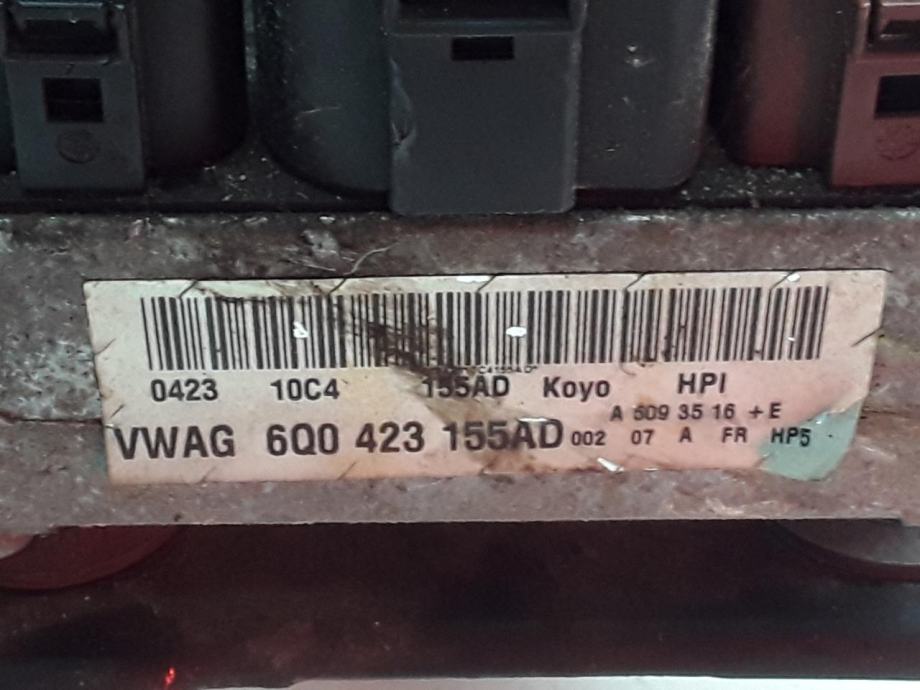 0423 10C4 155AD Koyo HPI
A 509 35 16 +E
VWAG 6Q0 423 155AD 002 07 A FR HP5